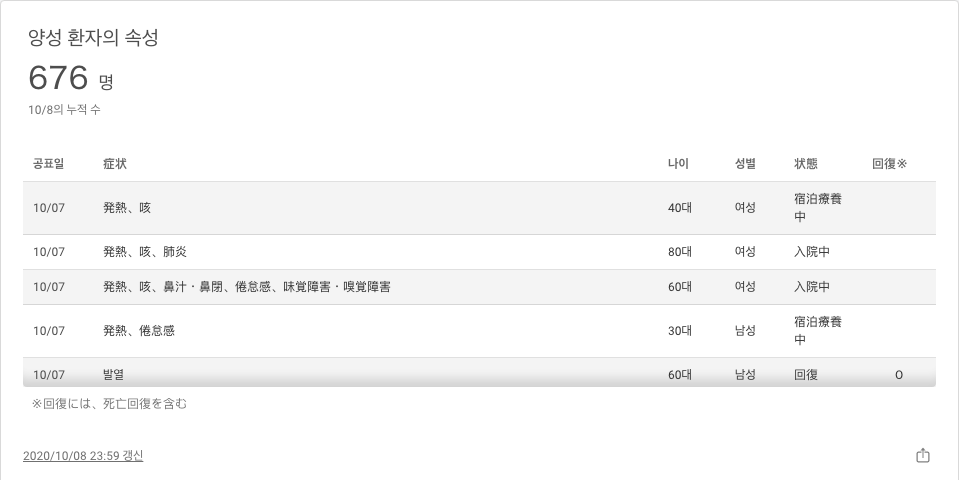 양성 환자의 속성
676 명
10/8의 누적 수
공표일 症状 나이 성별 状態 回復※
10/07 発熱、咳 40대 여성 宿泊療養
中
10/07 発熱、咳、肺炎 80대 여성 入院中
10/07 発熱、咳、鼻汁・鼻閉、倦怠感、味覚障害・嗅覚障害 60대 여성 入院中
10/07 発熱、倦怠感 30대 남성 宿泊療養
中
10/07 발열 60대 남성 回復 O
※回復には、死亡回復を含む
2020/10/08 23:59 갱신